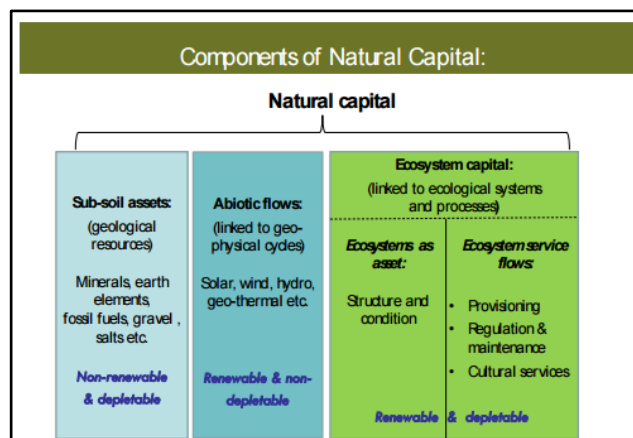 Components of Natural Capital:
Natural capital
Sub-soil assets:
(geological
resources)
Minerals, earth
elements,
fossil fuels, gravel ,
salts etc.
Non-renewable
& depletable
Abiotic flows:
(linked to geo-
physical cycles)
Solar, wind, hydro,
geo-thermal etc.
Renewable & non-
depletable
Ecosystem capital:
(linked to ecological systems
and processes)
Ecosystems as
asset:
Structure and
condition
Ecosystem service
flows:
• Provisioning
• Regulation &
maintenance
• Cultural services
Renewable & depletable